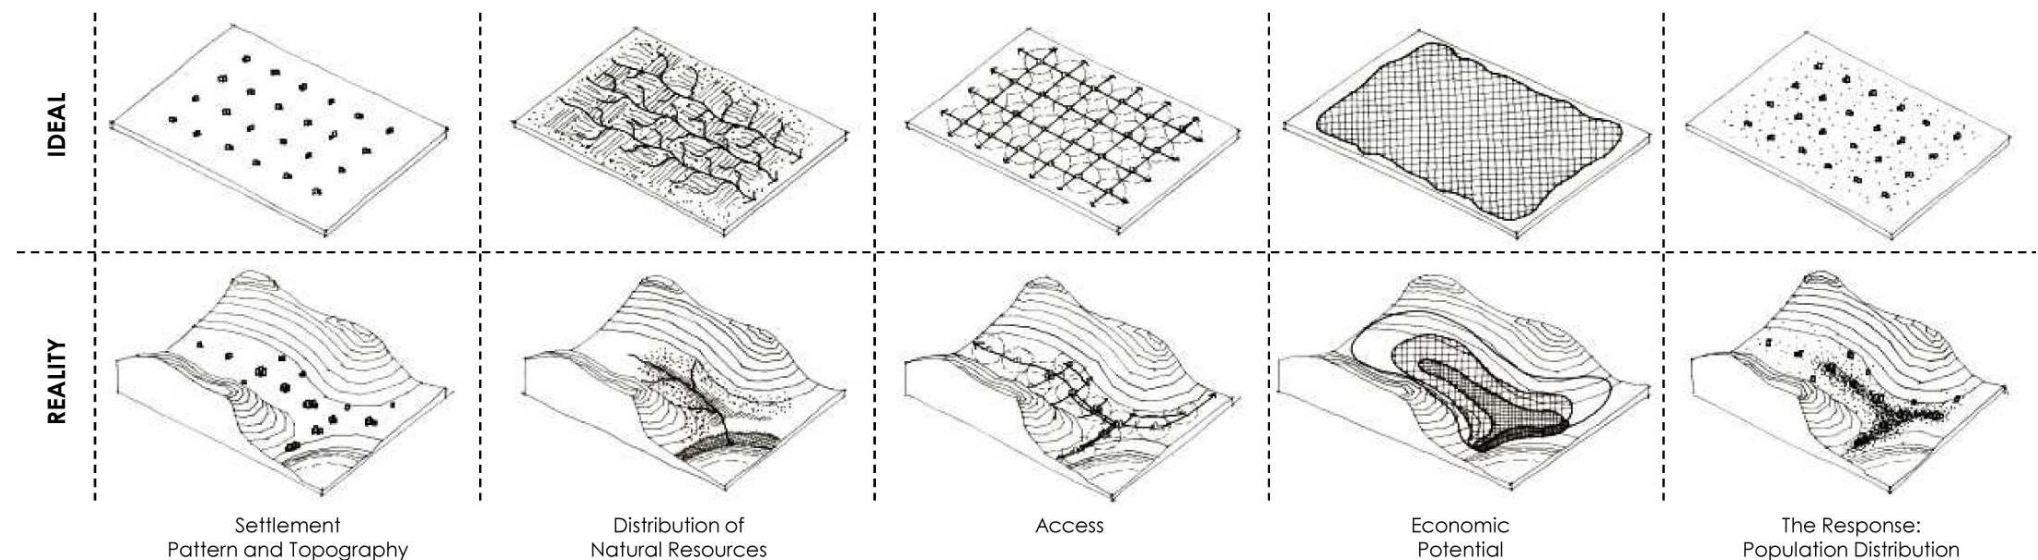 IDEAL
REALITY
Settlement
Pattern and Topography
Distribution of
Natural Resources
Access
Economic
Potential
The Response:
Population Distribution